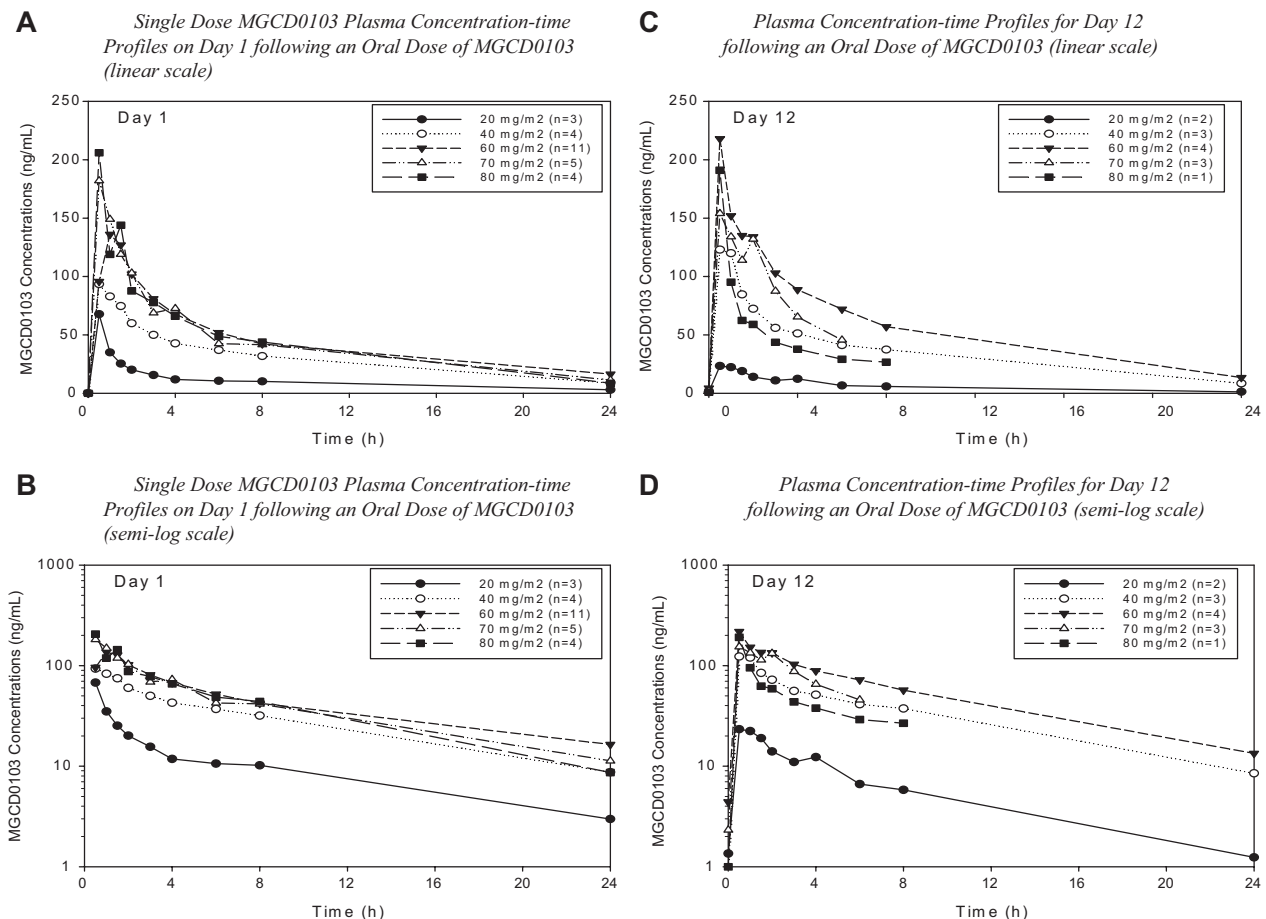 A
Single Dose MGCD0103 Plasma Concentration-time
Profiles on Day 1 following an Oral Dose of MGCD0103
(linear scale)
MGCD0103 Concentrations (ng/mL)
250
200
150
100
50
0
Day 1
20 mg/m2 (n=3)
40 mg/m2 (n=4)
60 mg/m2 (n=11)
70 mg/m2 (n=5)
80 mg/m2 (n=4)
0 4 8 12 16 20 24
Time (h)
C
Plasma Concentration-time Profiles for Day 12
following an Oral Dose of MGCD0103 (linear scale)
MGCD0103 Concentrations (ng/mL)
250
200
150
100
50
0
Day 12
20 mg/m2 (n=2)
40 mg/m2 (n=3)
60 mg/m2 (n=4)
70 mg/m2 (n=3)
80 mg/m2 (n=1)
0 4 8 12 16 20 24
Time (h)
B
Single Dose MGCD0103 Plasma Concentration-time
Profiles on Day 1 following an Oral Dose of MGCD0103
(semi-log scale)
MGCD0103 Concentrations (ng/mL)
1000
100
10
1
Day 1
20 mg/m2 (n=3)
40 mg/m2 (n=4)
60 mg/m2 (n=11)
70 mg/m2 (n=5)
80 mg/m2 (n=4)
0 4 8 12 16 20 24
Time (h)
D
Plasma Concentration-time Profiles for Day 12
following an Oral Dose of MGCD0103 (semi-log scale)
MGCD0103 Concentrations (ng/mL)
1000
100
10
1
Day 12
20 mg/m2 (n=2)
40 mg/m2 (n=3)
60 mg/m2 (n=4)
70 mg/m2 (n=3)
80 mg/m2 (n=1)
0 4 8 12 16 20 24
Time (h)